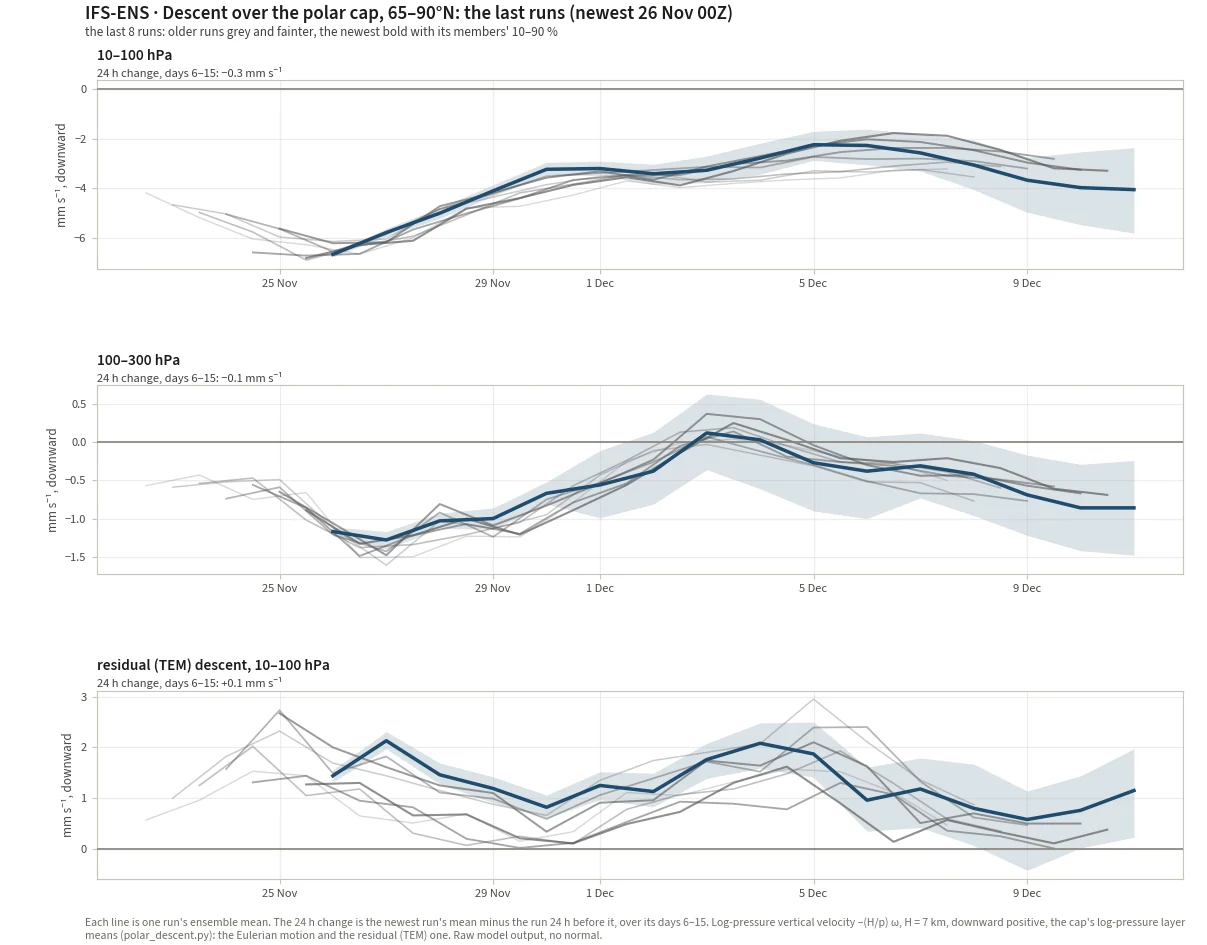 IFS-ENS · Descent over the polar cap, 65–90°N: the last runs (newest 26 Nov 00Z)
the last 8 runs: older runs grey and fainter, the newest bold with its members' 10–90 %
10–100 hPa
24 h change, days 6–15: −0.3 mm s⁻¹
mm s⁻¹, downward
0
−2
−4
−6
25 Nov
29 Nov
1 Dec
5 Dec
9 Dec
100–300 hPa
24 h change, days 6–15: −0.1 mm s⁻¹
mm s⁻¹, downward
0.5
0.0
−0.5
−1.0
−1.5
25 Nov
29 Nov
1 Dec
5 Dec
9 Dec
residual (TEM) descent, 10–100 hPa
24 h change, days 6–15: +0.1 mm s⁻¹
mm s⁻¹, downward
3
2
1
0
25 Nov
29 Nov
1 Dec
5 Dec
9 Dec
Each line is one run's ensemble mean. The 24 h change is the newest run's mean minus the run 24 h before it, over its days 6–15. Log-pressure vertical velocity −(H/p) ω, H = 7 km, downward positive, the cap's log-pressure layer
means (polar_descent.py): the Eulerian motion and the residual (TEM) one. Raw model output, no normal.